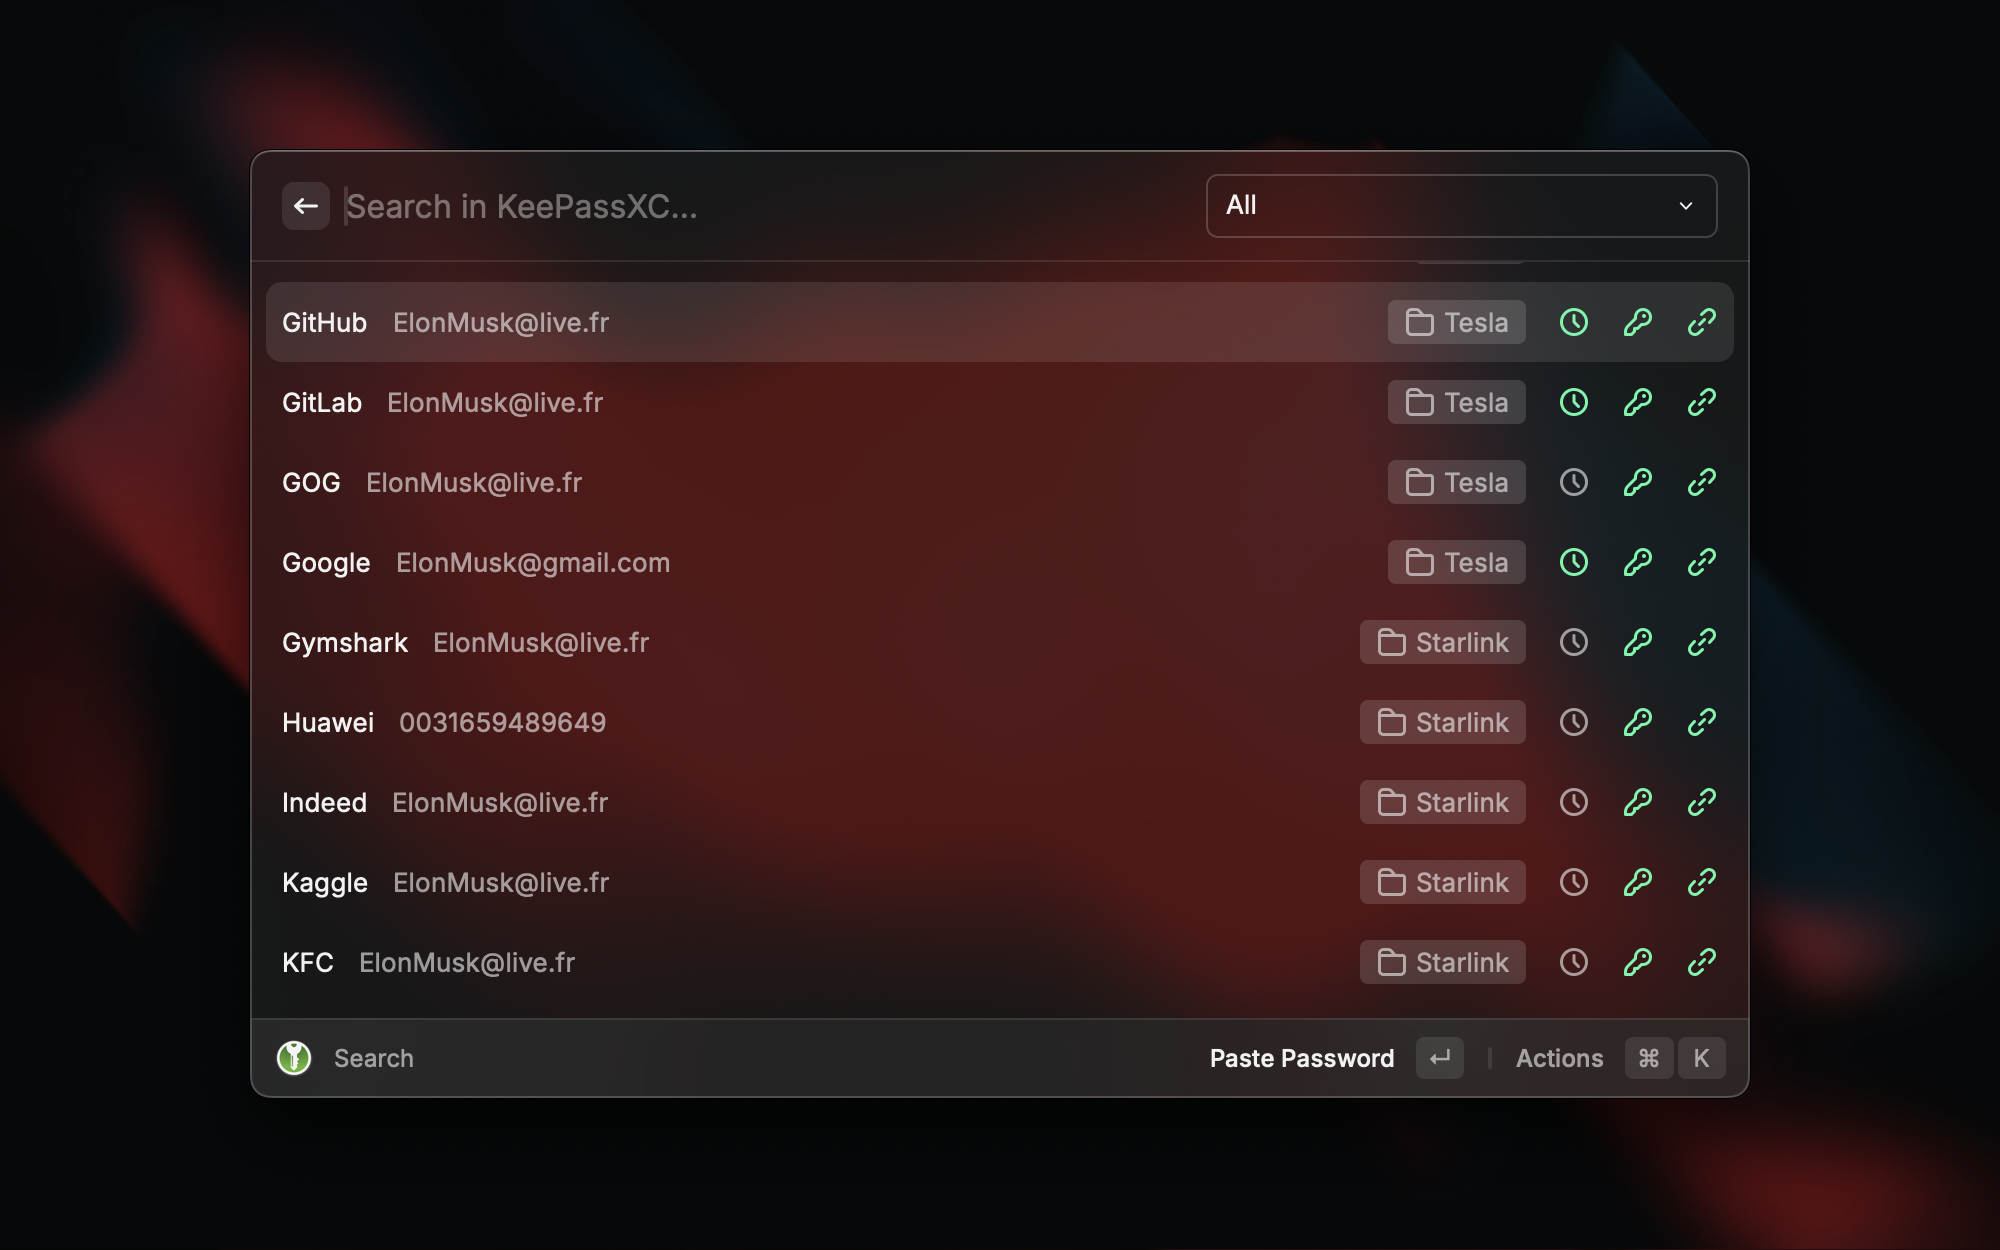 Search in KeePassXC...
All
GitHub ElonMusk@live.fr Tesla
GitLab ElonMusk@live.fr Tesla
GOG ElonMusk@live.fr Tesla
Google ElonMusk@gmail.com Tesla
Gymshark ElonMusk@live.fr Starlink
Huawei 0031659489649 Starlink
Indeed ElonMusk@live.fr Starlink
Kaggle ElonMusk@live.fr Starlink
KFC ElonMusk@live.fr Starlink
Search Paste Password ↵ Actions ⌘ K